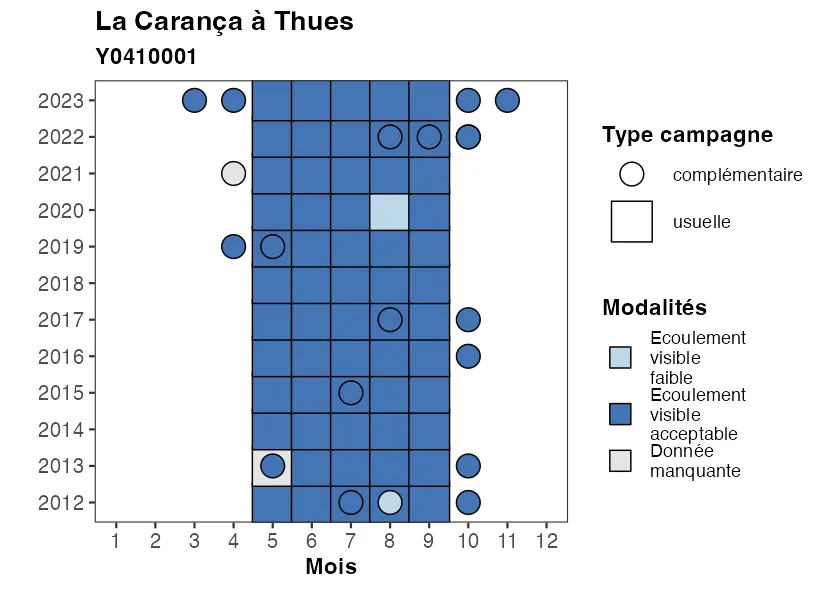 La Carança à Thues
Y0410001
2023
2022
2021
2020
2019
2018
2017
2016
2015
2014
2013
2012
1 2 3 4 5 6 7 8 9 10 11 12
Mois
Type campagne
complémentaire
usuelle
Modalités
Ecoulement
visible
faible
Ecoulement
visible
acceptable
Donnée
manquante